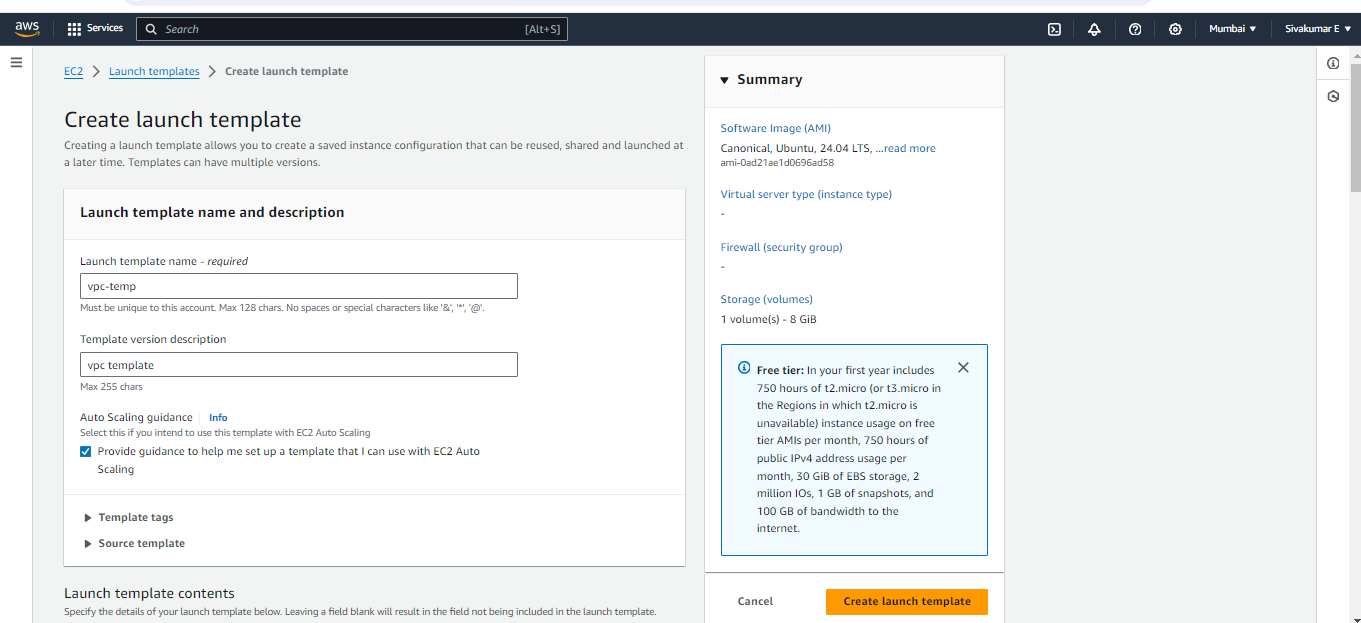 aws
Services
Search
[Alt+S]
Mumbai
Sivakumar E
EC2
Launch templates
Create launch template
Create launch template
Creating a launch template allows you to create a saved instance configuration that can be reused, shared and launched at
a later time. Templates can have multiple versions.
Launch template name and description
Launch template name - required
vpc-temp
Must be unique to this account. Max 128 chars. No spaces or special characters like '&', '*', '@'.
Template version description
vpc template
Max 255 chars
Auto Scaling guidance
Info
Select this if you intend to use this template with EC2 Auto Scaling
Provide guidance to help me set up a template that I can use with EC2 Auto
Scaling
Template tags
Source template
Launch template contents
Specify the details of your launch template below. Leaving a field blank will result in the field not being included in the launch template.
Summary
Software Image (AMI)
Canonical, Ubuntu, 24.04 LTS, ...read more
ami-0ad21ae1d0696ad58
Virtual server type (instance type)
-
Firewall (security group)
-
Storage (volumes)
1 volume(s) - 8 GiB
Free tier: In your first year includes
750 hours of t2.micro (or t3.micro in
the Regions in which t2.micro is
unavailable) instance usage on free
tier AMIs per month, 750 hours of
public IPv4 address usage per
month, 30 GiB of EBS storage, 2
million IOs, 1 GB of snapshots, and
100 GB of bandwidth to the
internet.
Cancel
Create launch template